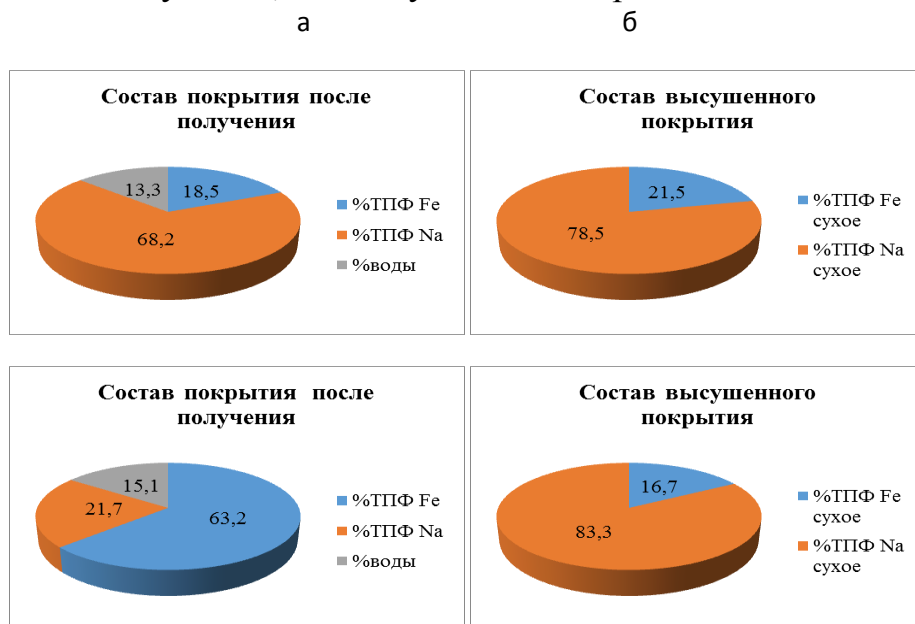 а б
Состав покрытия после
получения
13,3
18,5
68,2
%ТПФ Fe
%ТПФ Na
%воды
Состав высушенного
покрытия
21,5
78,5
%ТПФ Fe
сухое
%ТПФ Na
сухое
Состав покрытия после
получения
15,1
21,7
63,2
%ТПФ Fe
%ТПФ Na
%воды
Состав высушенного
покрытия
16,7
83,3
%ТПФ Fe
сухое
%ТПФ Na
сухое